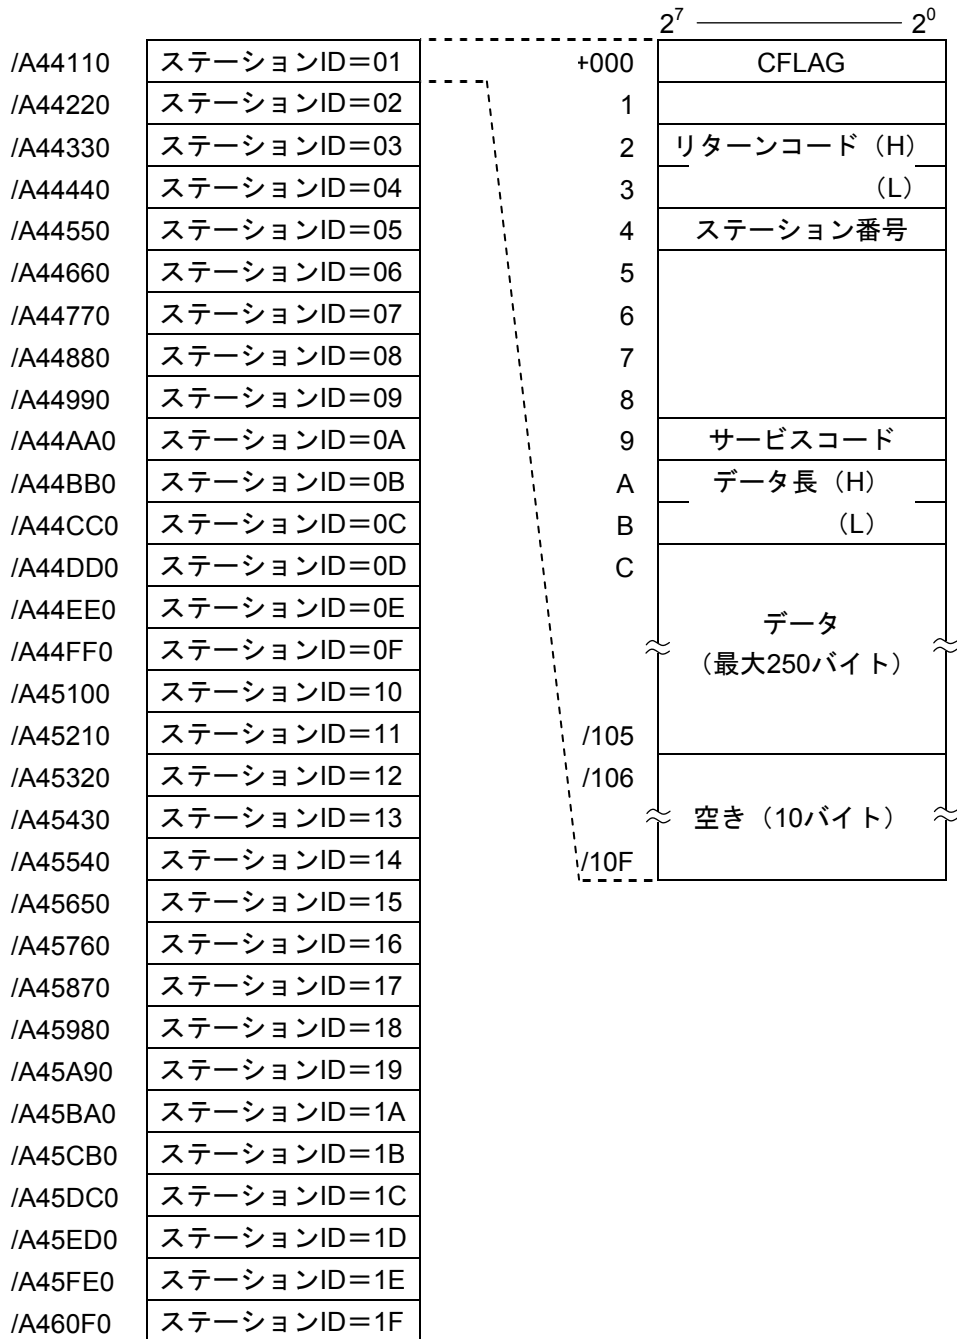 /A44110 ステーションID=01
/A44220 ステーションID=02
/A44330 ステーションID=03
/A44440 ステーションID=04
/A44550 ステーションID=05
/A44660 ステーションID=06
/A44770 ステーションID=07
/A44880 ステーションID=08
/A44990 ステーションID=09
/A44AA0 ステーションID=0A
/A44BB0 ステーションID=0B
/A44CC0 ステーションID=0C
/A44DD0 ステーションID=0D
/A44EE0 ステーションID=0E
/A44FF0 ステーションID=0F
/A45100 ステーションID=10
/A45210 ステーションID=11
/A45320 ステーションID=12
/A45430 ステーションID=13
/A45540 ステーションID=14
/A45650 ステーションID=15
/A45760 ステーションID=16
/A45870 ステーションID=17
/A45980 ステーションID=18
/A45A90 ステーションID=19
/A45BA0 ステーションID=1A
/A45CB0 ステーションID=1B
/A45DC0 ステーションID=1C
/A45ED0 ステーションID=1D
/A45FE0 ステーションID=1E
/A460F0 ステーションID=1F
2⁷ 2⁰
+000 CFLAG
1
2 リターンコード(H)
3 (L)
4 ステーション番号
5
6
7
8
9 サービスコード
A データ長(H)
B (L)
C
データ
(最大250バイト)
/105
/106
空き(10バイト)
/10F